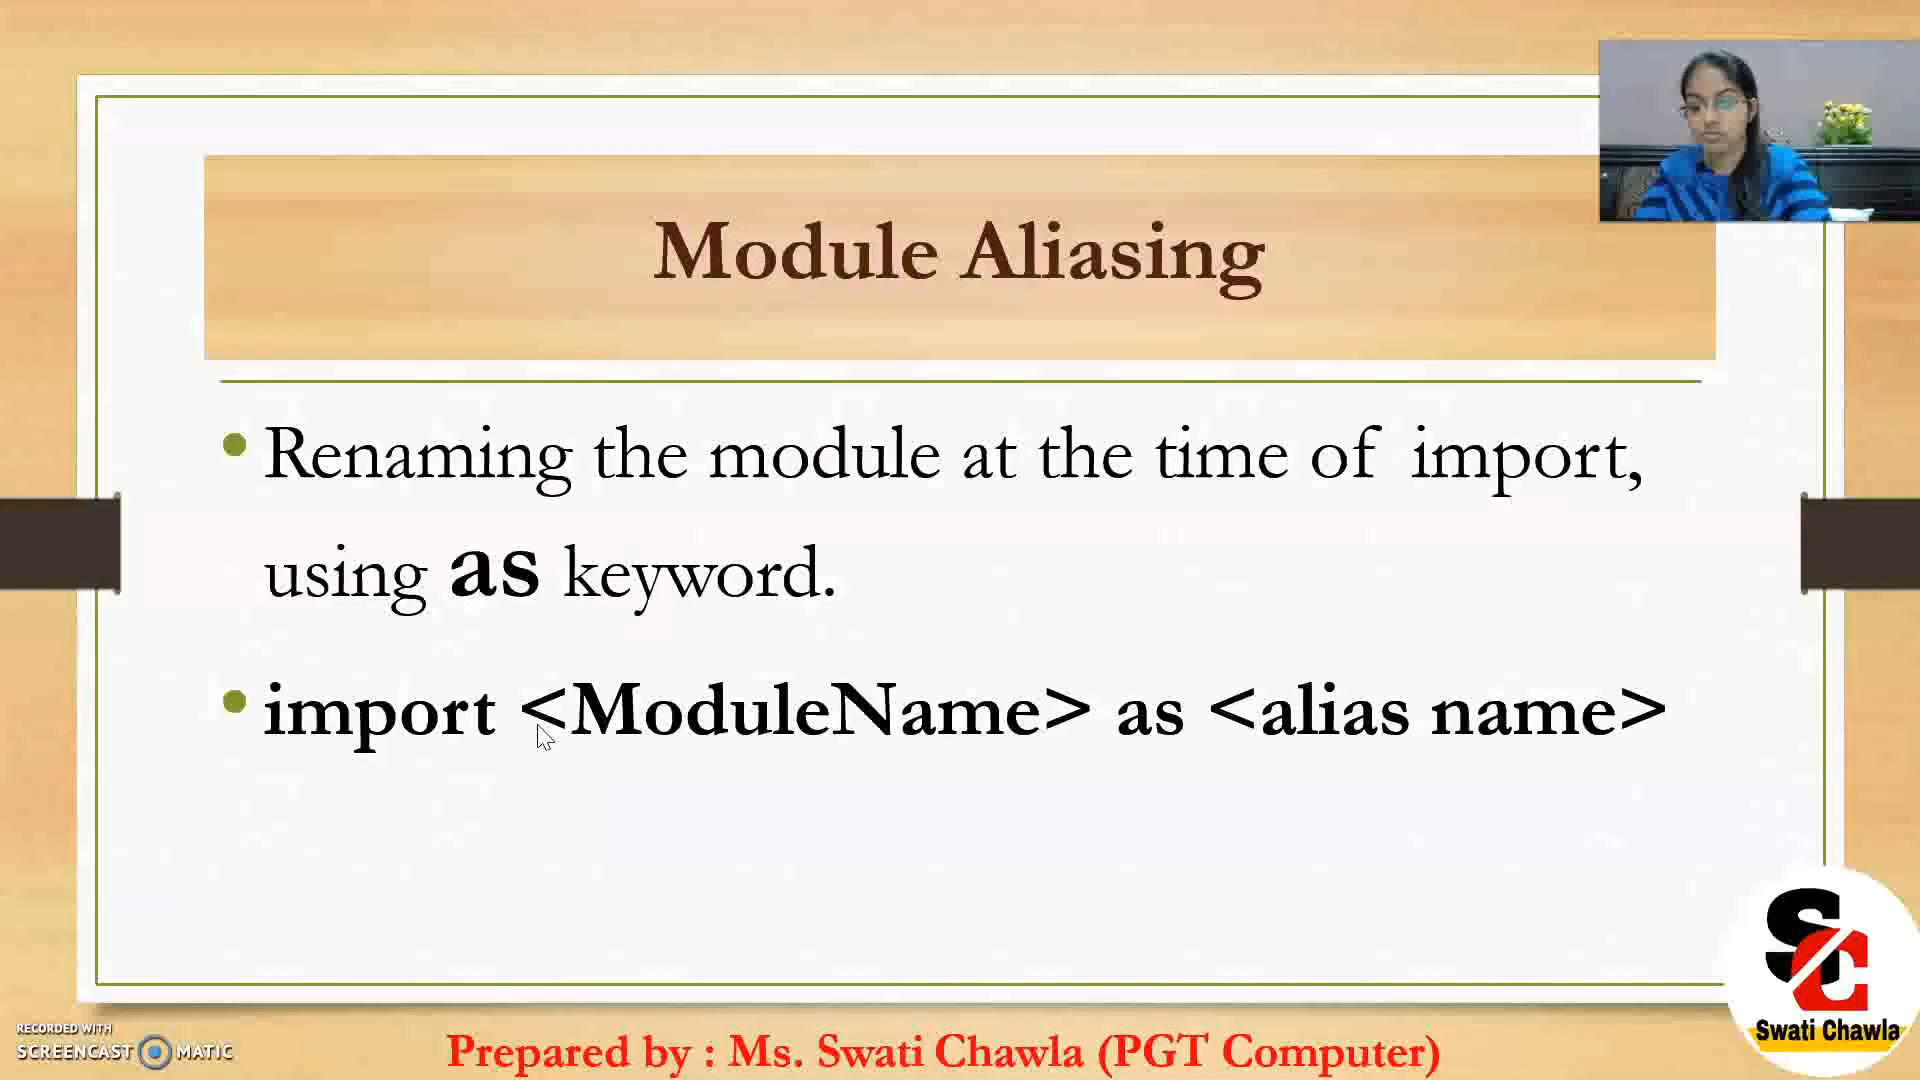 Module Aliasing
• Renaming the module at the time of import,
using as keyword.
• import <ModuleName> as <alias name>
SC
Swati Chawla
RECORDED WITH
SCREENCAST MATIC
Prepared by : Ms. Swati Chawla (PGT Computer)